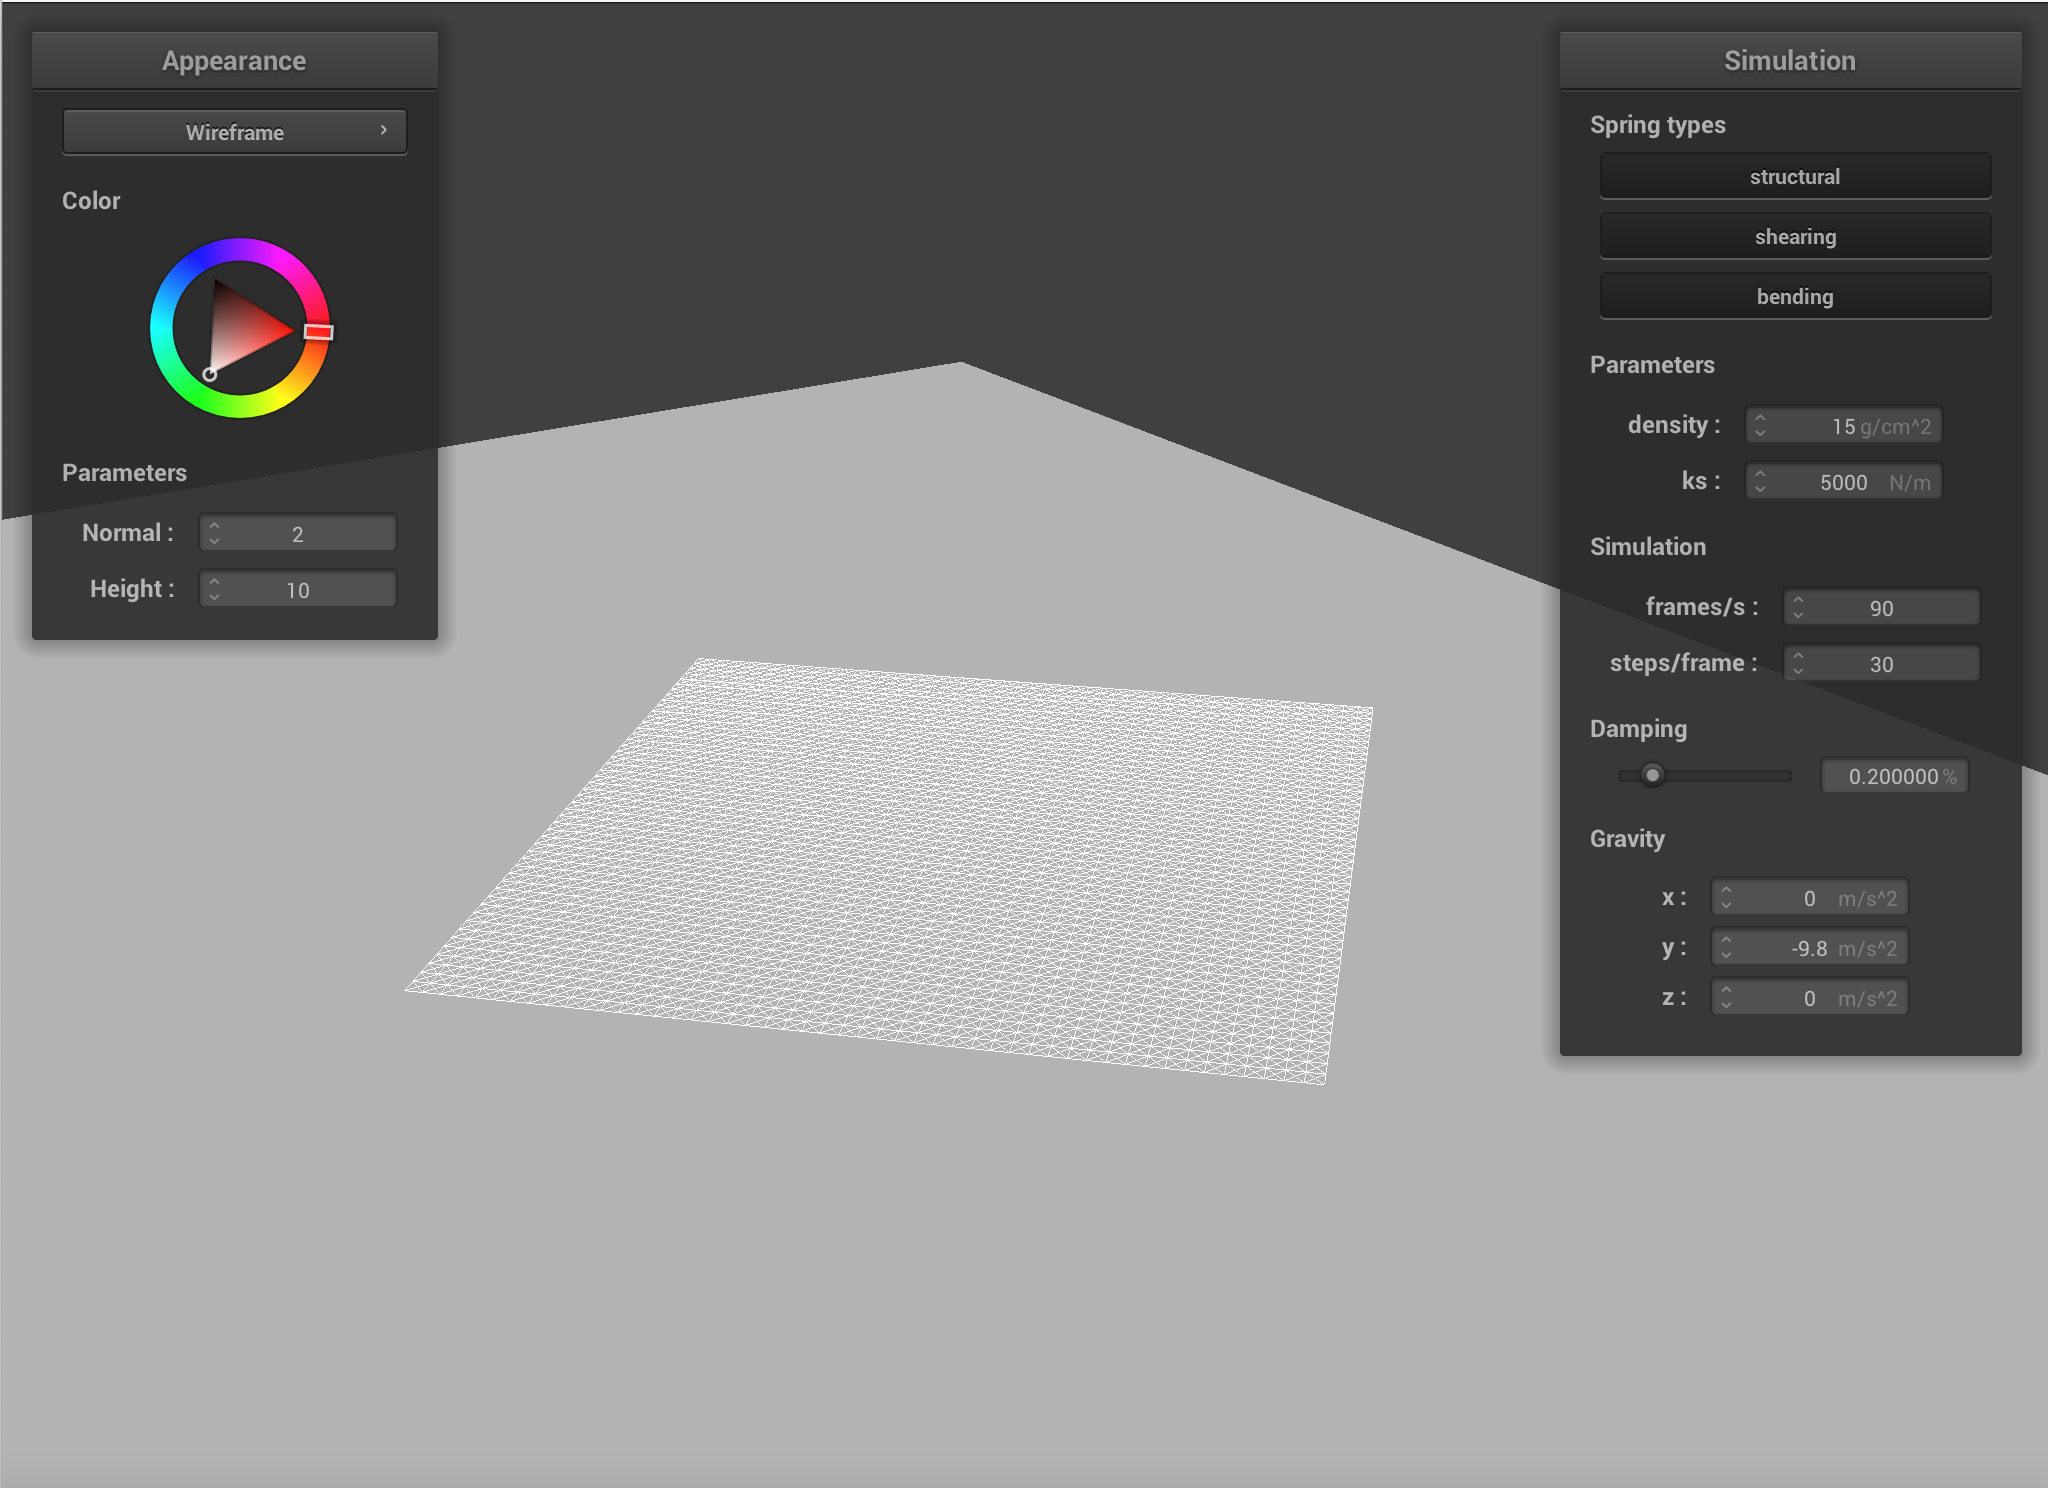 Appearance
Wireframe
Color
Parameters
Normal : 2
Height : 10
Simulation
Spring types
structural
shearing
bending
Parameters
density : 15 g/cm^2
ks : 5000 N/m
Simulation
frames/s : 90
steps/frame : 30
Damping
0.200000 %
Gravity
x : 0 m/s^2
y : -9.8 m/s^2
z : 0 m/s^2